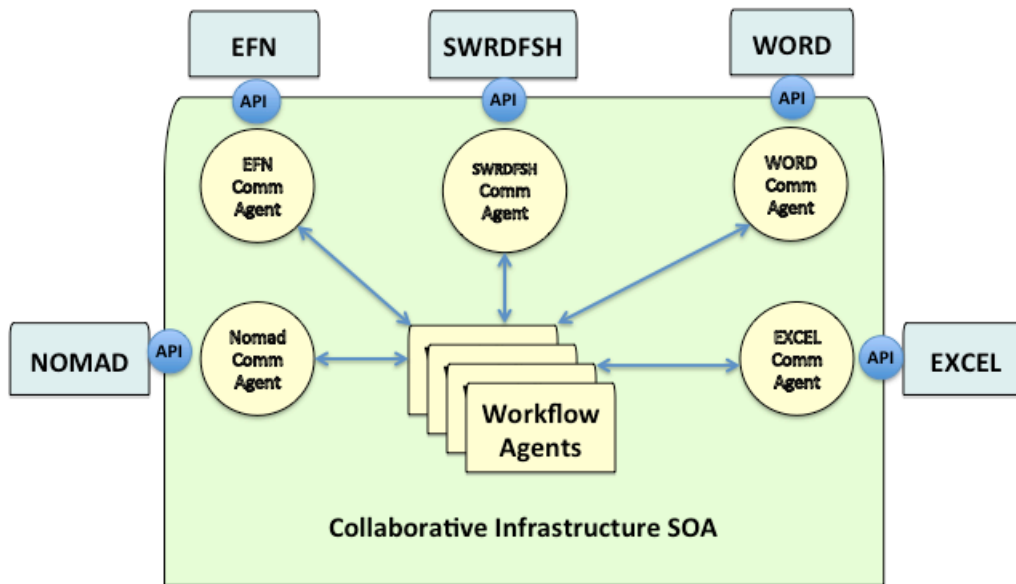 EFN
SWRDFSH
WORD
API
API
API
EFN
Comm
Agent
SWRDFSH
Comm
Agent
WORD
Comm
Agent
NOMAD
API
Nomad
Comm
Agent
EXCEL
Comm
Agent
API
EXCEL
Workflow
Agents
Collaborative Infrastructure SOA